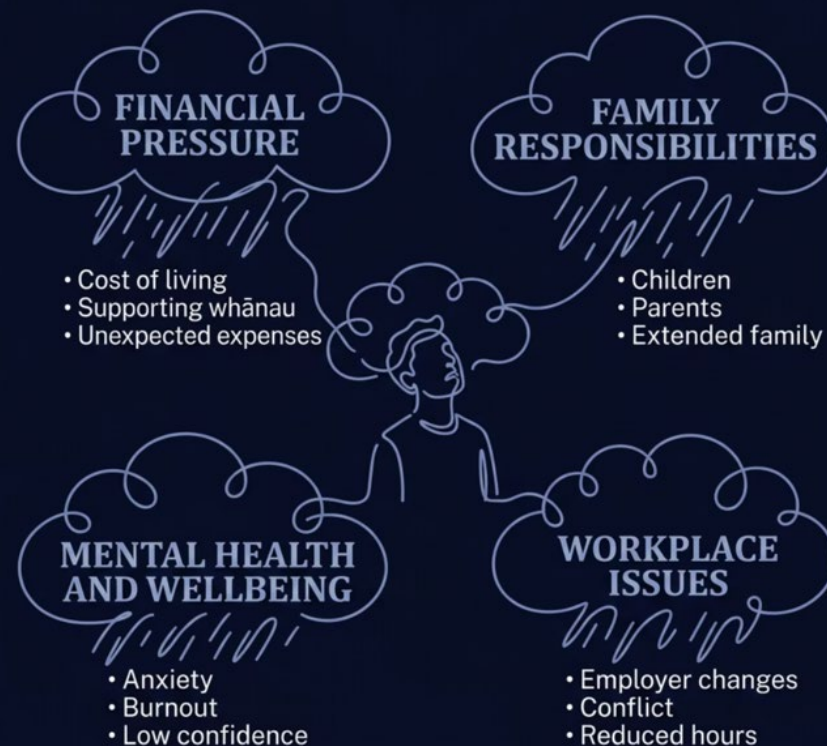 FINANCIAL
PRESSURE
• Cost of living
• Supporting whānau
• Unexpected expenses
FAMILY
RESPONSIBILITIES
• Children
• Parents
• Extended family
MENTAL HEALTH
AND WELLBEING
• Anxiety
• Burnout
• Low confidence
WORKPLACE
ISSUES
• Employer changes
• Conflict
• Reduced hours